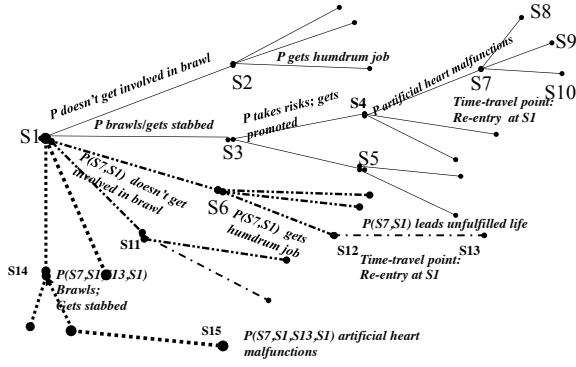 S8
S9
S10
P doesn't get involved in brawl
P gets humdrum job
S2
P artificial heart malfunctions
S7
Time-travel point:
Re-entry at S1
P takes risks; gets
promoted
S4
S1
P brawls/gets stabbed
S3
S5
P(S7,S1) doesn't get
involved in brawl
S6
P(S7,S1) gets
humdrum job
P(S7,S1) leads unfulfilled life
S11
S12
S13
Time-travel point:
Re-entry at S1
S14
P(S7,S1,S13,S1)
Brawls;
Gets stabbed
S15
P(S7,S1,S13,S1) artificial heart
malfunctions